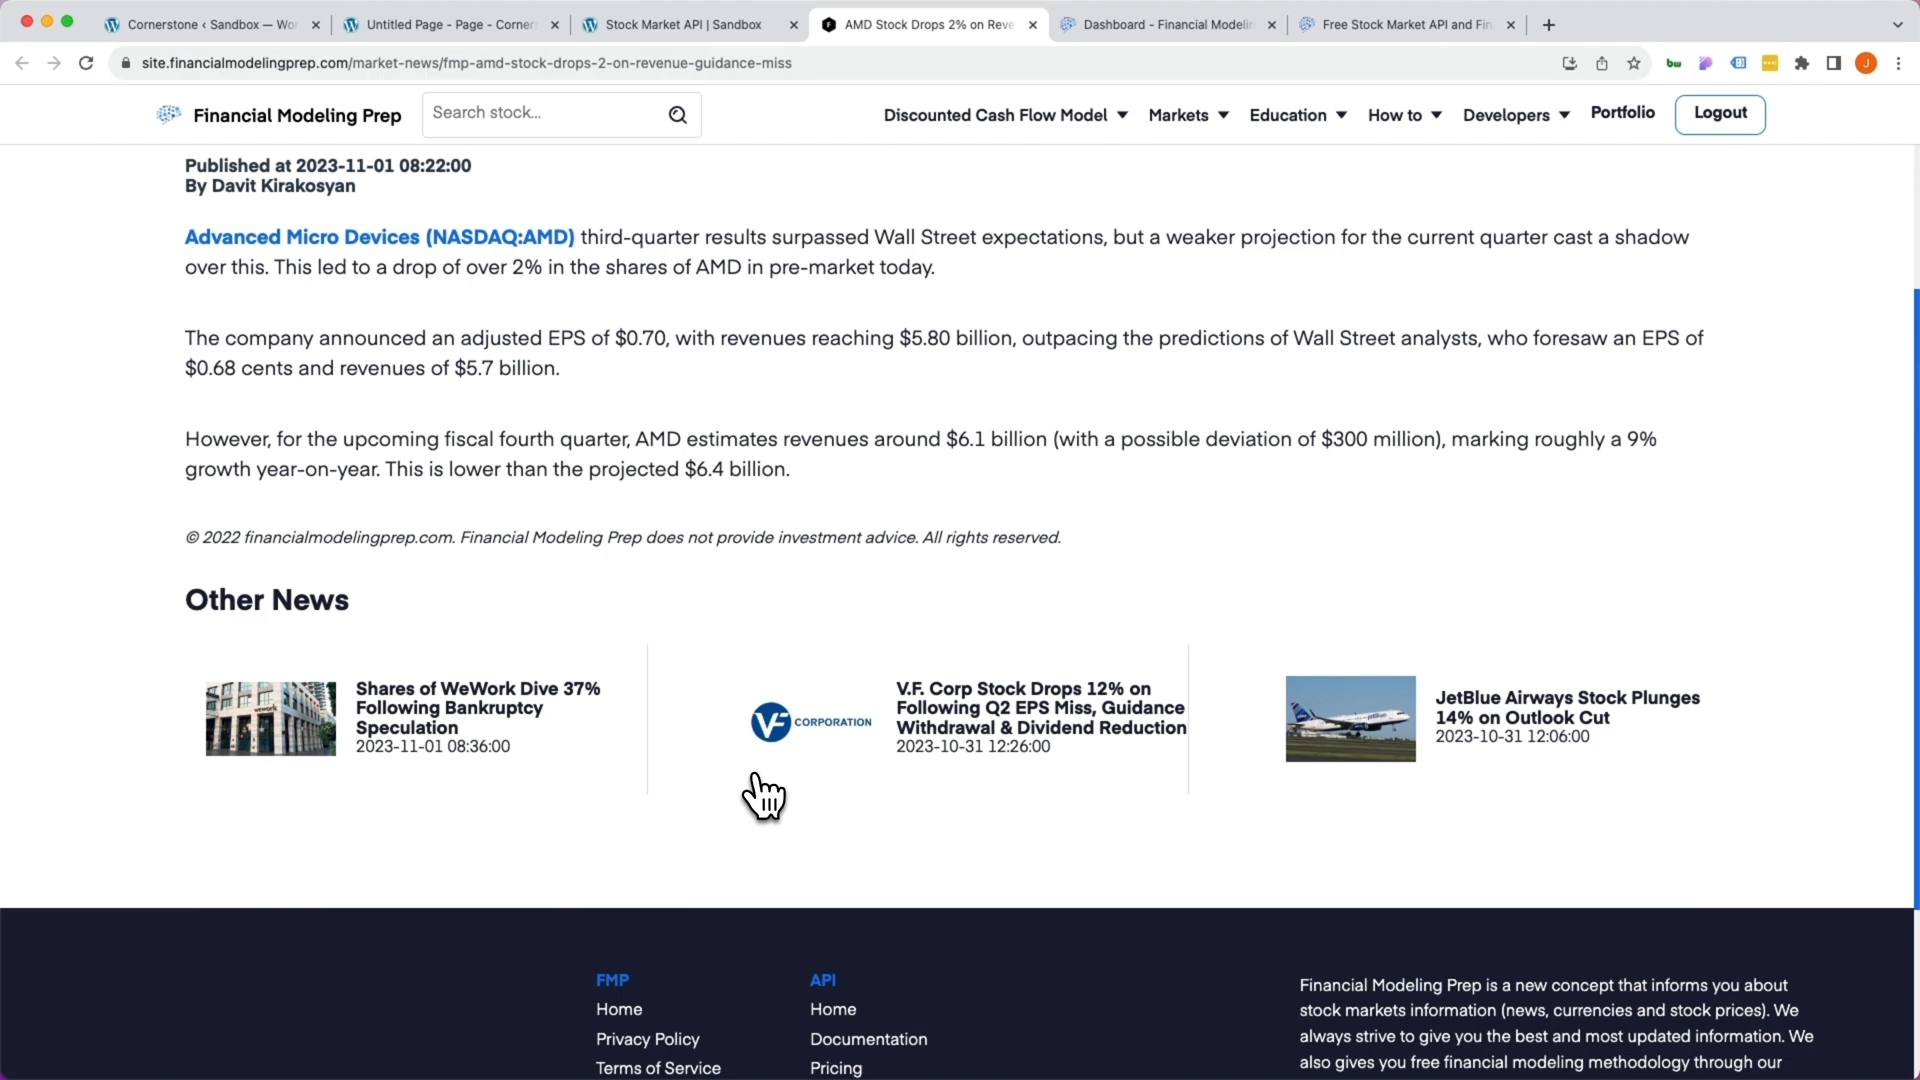 Cornerstone ‹ Sandbox — Wor
Untitled Page - Page - Corner
Stock Market API | Sandbox
AMD Stock Drops 2% on Reve
Dashboard - Financial Modelin
Free Stock Market API and Fin
site.financialmodelingprep.com/market-news/fmp-amd-stock-drops-2-on-revenue-guidance-miss
bw
J
Financial Modeling Prep
Search stock...
Discounted Cash Flow Model
Markets
Education
How to
Developers
Portfolio
Logout
Published at 2023-11-01 08:22:00
By Davit Kirakosyan
Advanced Micro Devices (NASDAQ:AMD) third-quarter results surpassed Wall Street expectations, but a weaker projection for the current quarter cast a shadow
over this. This led to a drop of over 2% in the shares of AMD in pre-market today.
The company announced an adjusted EPS of $0.70, with revenues reaching $5.80 billion, outpacing the predictions of Wall Street analysts, who foresaw an EPS of
$0.68 cents and revenues of $5.7 billion.
However, for the upcoming fiscal fourth quarter, AMD estimates revenues around $6.1 billion (with a possible deviation of $300 million), marking roughly a 9%
growth year-on-year. This is lower than the projected $6.4 billion.
© 2022 financialmodelingprep.com. Financial Modeling Prep does not provide investment advice. All rights reserved.
Other News
Shares of WeWork Dive 37%
Following Bankruptcy
Speculation
2023-11-01 08:36:00
VF CORPORATION
V.F. Corp Stock Drops 12% on
Following Q2 EPS Miss, Guidance
Withdrawal & Dividend Reduction
2023-10-31 12:26:00
JetBlue Airways Stock Plunges
14% on Outlook Cut
2023-10-31 12:06:00
FMP
Home
Privacy Policy
Terms of Service
API
Home
Documentation
Pricing
Financial Modeling Prep is a new concept that informs you about
stock markets information (news, currencies and stock prices). We
always strive to give you the best and most updated information. We
also gives you free financial modeling methodology through our